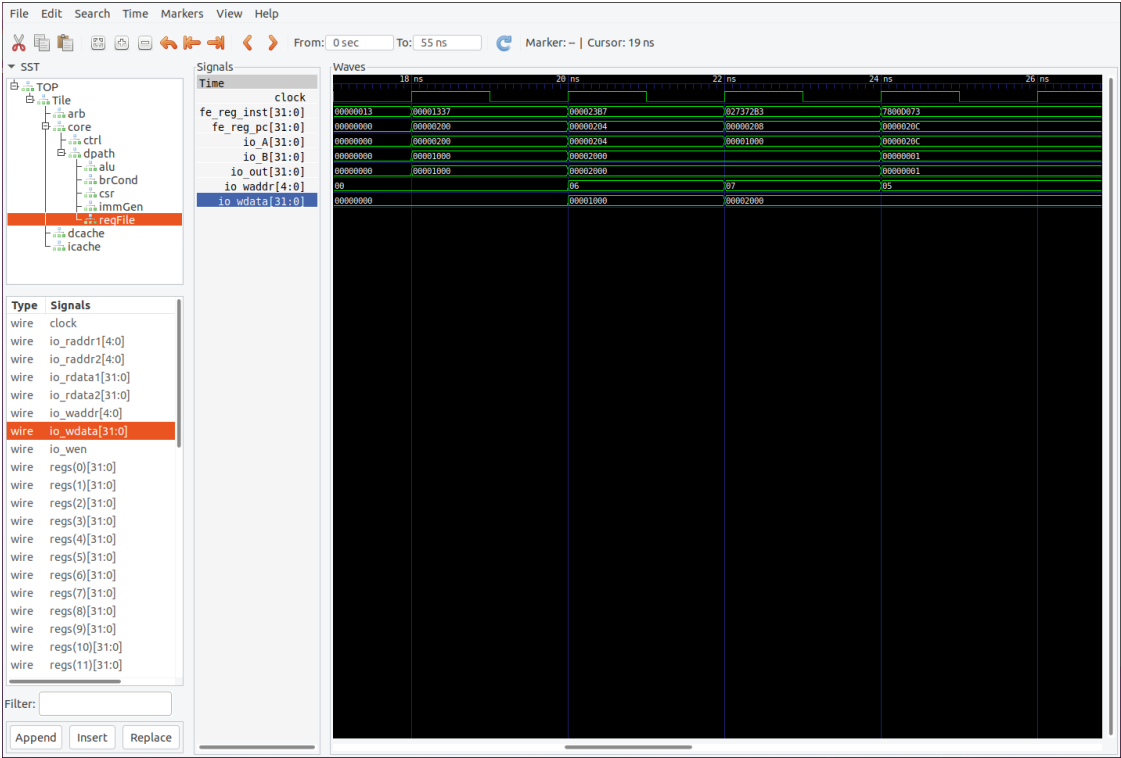 File Edit Search Time Markers View Help
From: 0 sec To: 55 ns Marker: -- | Cursor: 19 ns
SST
TOP
Tile
arb
core
ctrl
dpath
alu
brCond
csr
immGen
regFile
dcache
icache
Type Signals
wire clock
wire io_raddr1[4:0]
wire io_raddr2[4:0]
wire io_rdata1[31:0]
wire io_rdata2[31:0]
wire io_waddr[4:0]
wire io_wdata[31:0]
wire io_wen
wire regs(0)[31:0]
wire regs(1)[31:0]
wire regs(2)[31:0]
wire regs(3)[31:0]
wire regs(4)[31:0]
wire regs(5)[31:0]
wire regs(6)[31:0]
wire regs(7)[31:0]
wire regs(8)[31:0]
wire regs(9)[31:0]
wire regs(10)[31:0]
wire regs(11)[31:0]
Filter:
Append Insert Replace
Signals
Time
clock
fe_reg_inst[31:0]
fe_reg_pc[31:0]
io_A[31:0]
io_B[31:0]
io_out[31:0]
io_waddr[4:0]
io_wdata[31:0]
Waves
18 ns 20 ns 22 ns 24 ns 26 ns
00000013 00001337 000023B7 027372B3 7800D073
00000000 00000200 00000204 00000208 0000020C
00000000 00000200 00000204 00001000 0000020C
00000000 00001000 00002000 00000001
00000000 00001000 00002000 00000001
00 06 07 05
00000000 00001000 00002000